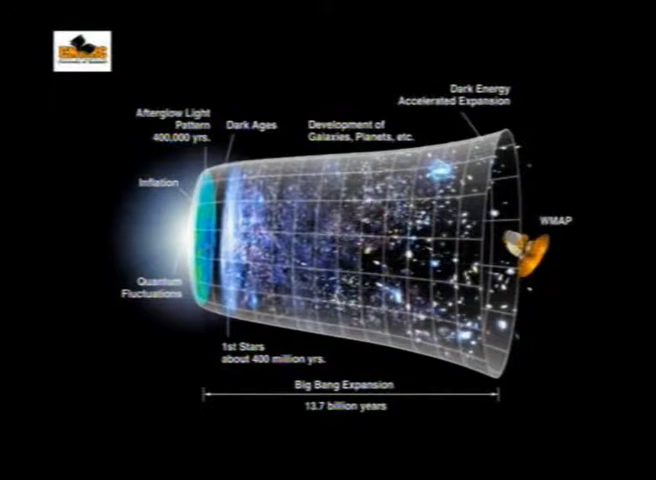 Dark Energy
Accelerated Expansion
Afterglow Light
Pattern
400,000 yrs.
Dark Ages
Development of
Galaxies, Planets, etc.
Inflation
WMAP
Quantum
Fluctuations
1st Stars
about 400 million yrs.
Big Bang Expansion
13.7 billion years